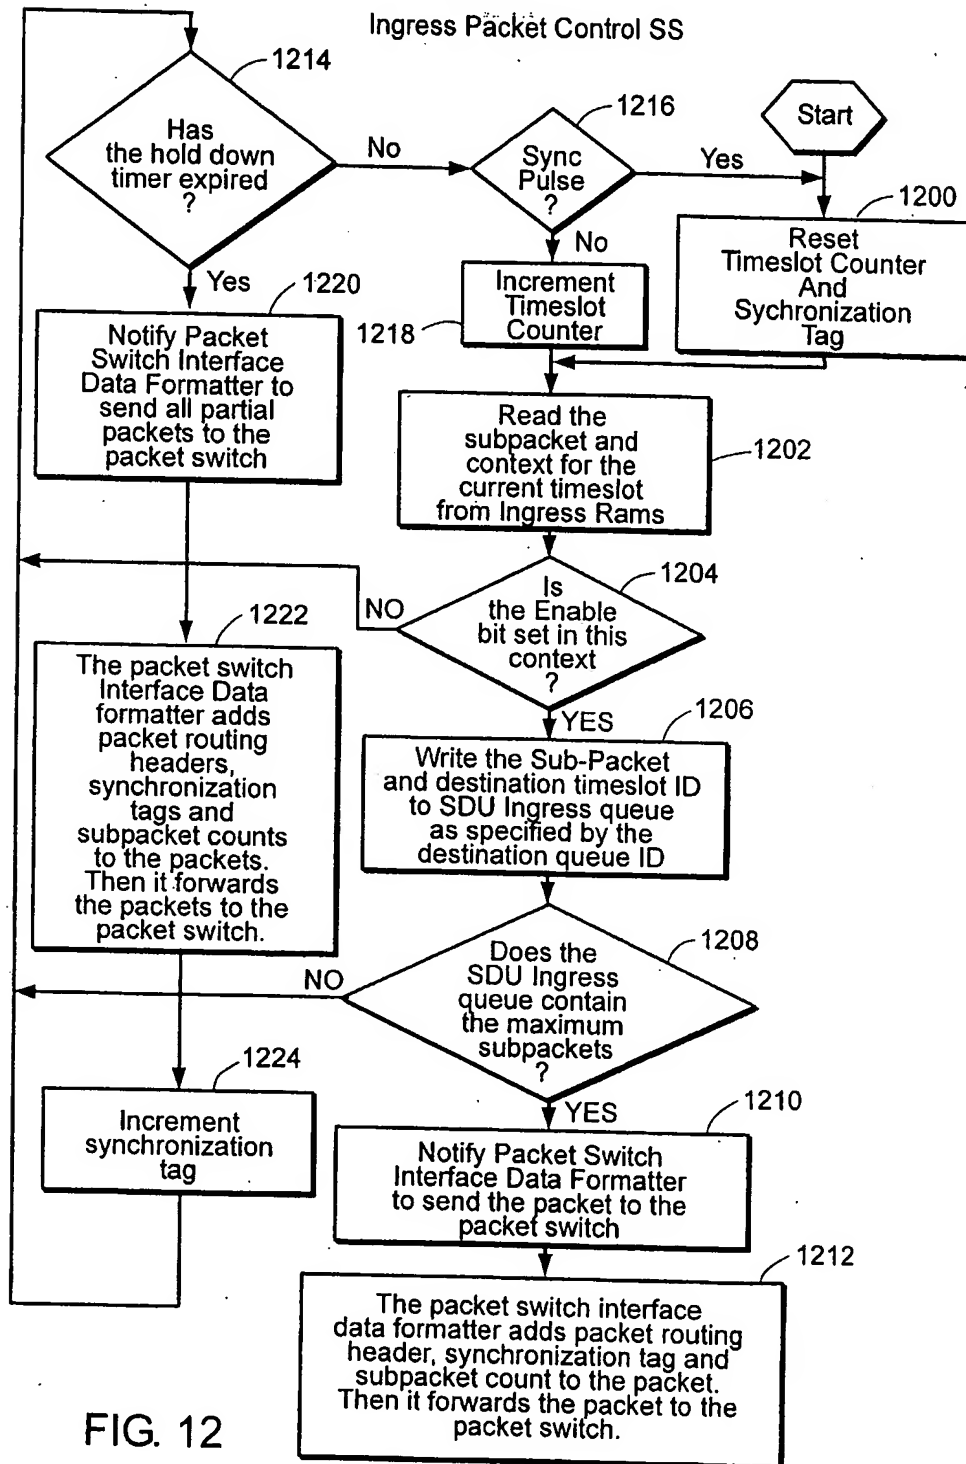 Ingress Packet Control SS
1214
Has
the hold down
timer expired
?
No
1216
Sync
Pulse
?
Yes
Start
1200
Reset
Timeslot Counter
And
Sychronization
Tag
No
Increment
Timeslot
Counter
1218
Yes
1220
Notify Packet
Switch Interface
Data Formatter to
send all partial
packets to the
packet switch
Read the
subpacket and
context for the
current timeslot
from Ingress Rams
1202
Is
the Enable
bit set in this
context
?
1204
NO
YES
1222
The packet switch
Interface Data
formatter adds
packet routing
headers,
synchronization
tags and
subpacket counts
to the packets.
Then it forwards
the packets to the
packet switch.
1206
Write the Sub-Packet
and destination timeslot ID
to SDU Ingress queue
as specified by the
destination queue ID
Does the
SDU Ingress
queue contain
the maximum
subpackets
?
1208
NO
YES
1224
Increment
synchronization
tag
1210
Notify Packet Switch
Interface Data Formatter
to send the packet to the
packet switch
1212
The packet switch interface
data formatter adds packet routing
header, synchronization tag and
subpacket count to the packet.
Then it forwards the packet to the
packet switch.
FIG. 12